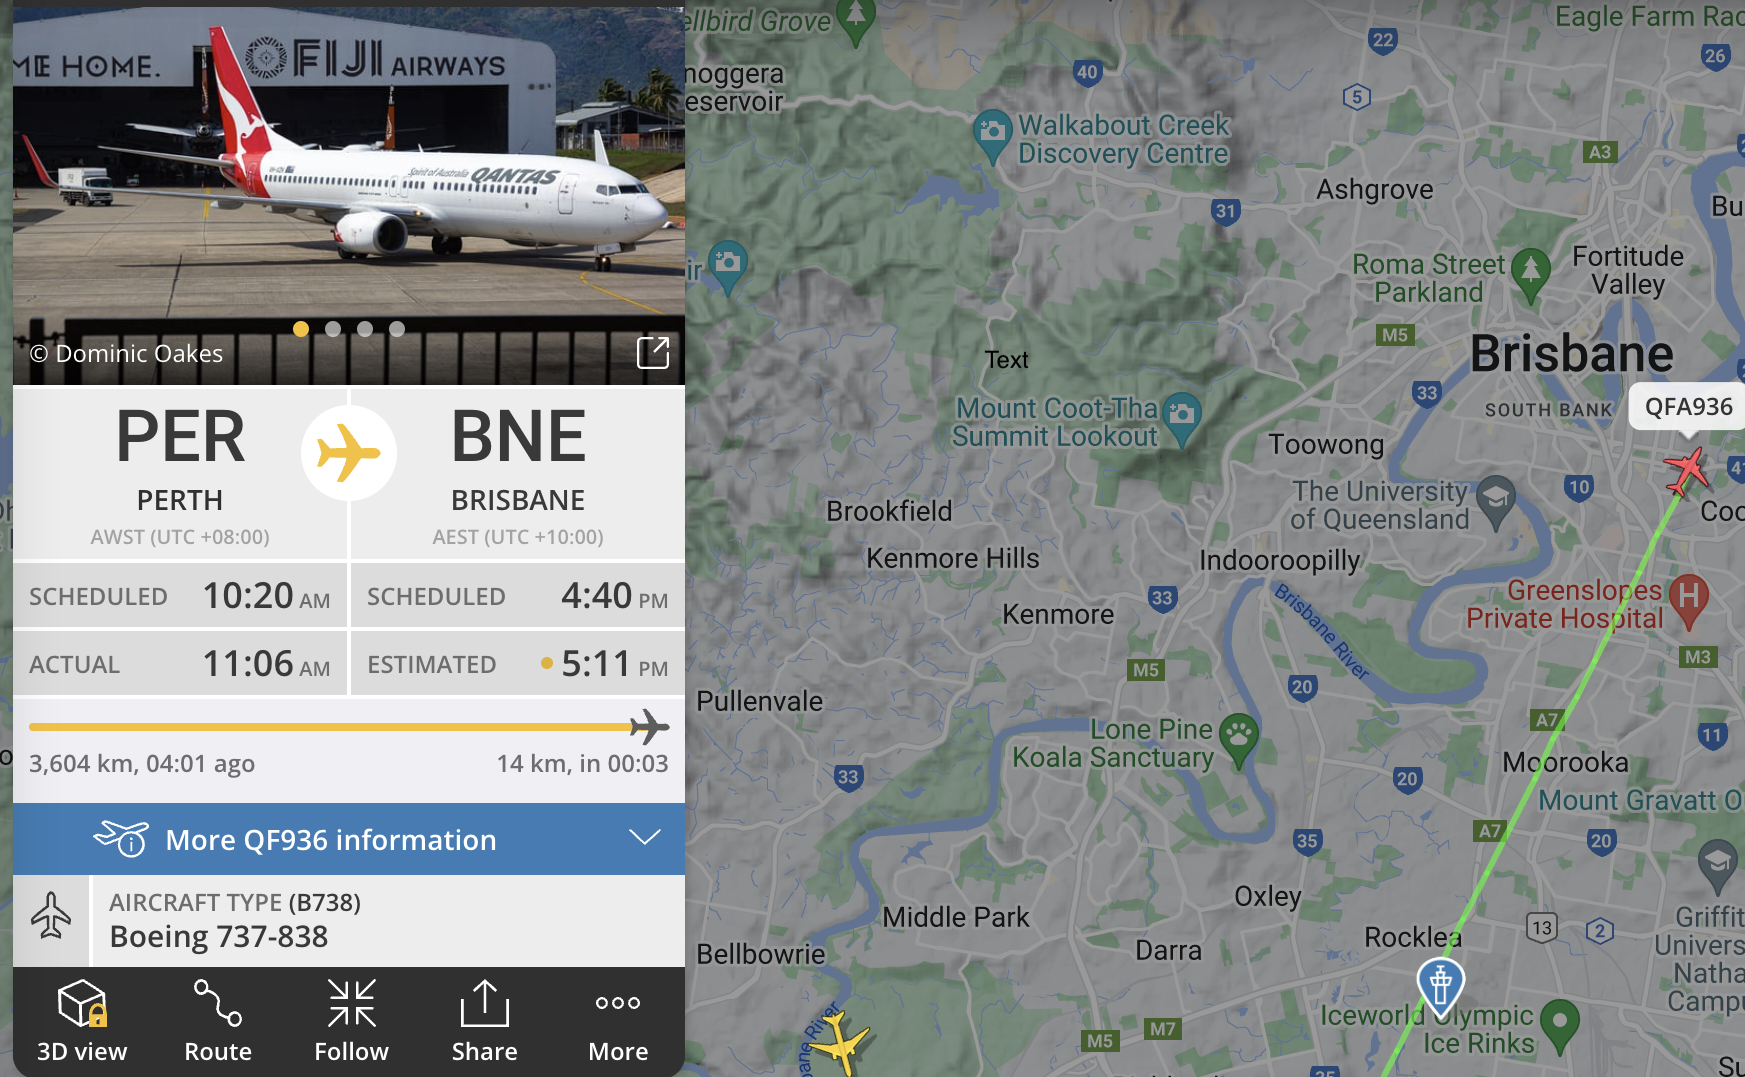 ME HOME.
FIJI AIRWAYS
Spirit of Australia QANTAS
© Dominic Oakes
PER
PERTH
AWST (UTC +08:00)
BNE
BRISBANE
AEST (UTC +10:00)
SCHEDULED 10:20 AM
SCHEDULED 4:40 PM
ACTUAL 11:06 AM
ESTIMATED 5:11 PM
3,604 km, 04:01 ago
14 km, in 00:03
More QF936 information
AIRCRAFT TYPE (B738)
Boeing 737-838
3D view
Route
Follow
Share
More
ellbird Grove
Eagle Farm Rac
22
26
noggera
eservoir
40
5
Walkabout Creek
Discovery Centre
A3
Ashgrove
31
Bu
ir
Roma Street
Parkland
Fortitude
Valley
M5
Text
Brisbane
33
SOUTH BANK
QFA936
Mount Coot-Tha
Summit Lookout
Toowong
41
The University
of Queensland
10
Coo
Brookfield
Kenmore Hills
Indooroopilly
33
Kenmore
Brisbane River
Greenslopes
Private Hospital
H
M3
M5
20
Pullenvale
A7
11
Lone Pine
Koala Sanctuary
33
20
Moorooka
Mount Gravatt O
A7
35
20
Oxley
Middle Park
Rocklea
13
2
Griffit
Univers
Natha
Campu
Bellbowrie
Darra
Iceworld Olympic
Ice Rinks
M5
M7
bane River
35
Su